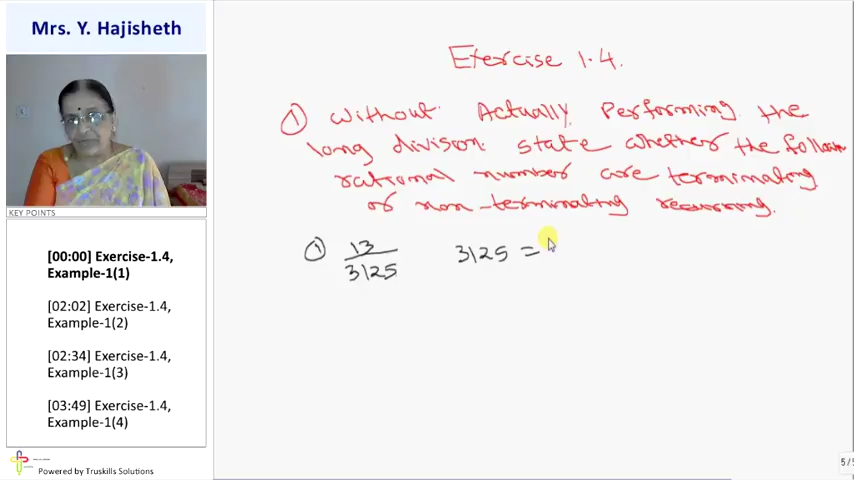 Mrs. Y. Hajisheth
KEY POINTS
[00:00] Exercise-1.4,
Example-1(1)
[02:02] Exercise-1.4,
Example-1(2)
[02:34] Exercise-1.4,
Example-1(3)
[03:49] Exercise-1.4,
Example-1(4)
Powered by Truskills Solutions
Exercise 1.4.
① Without Actually Performing the
long divison state whether the
rational number are terminating
or non-terminating recurring.
① 13/3125 3125 =
5/5